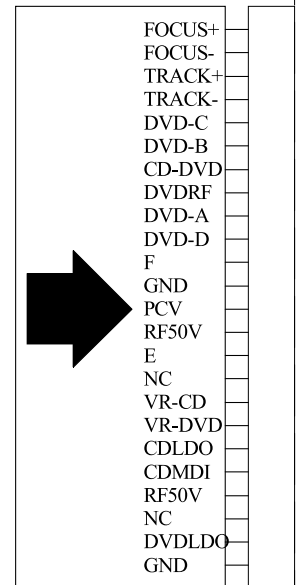 FOCUS+
FOCUS-
TRACK+
TRACK-
DVD-C
DVD-B
CD-DVD
DVDRF
DVD-A
DVD-D
F
GND
PCV
RF50V
E
NC
VR-CD
VR-DVD
CDLDO
CDMDI
RF50V
NC
DVDLDO
GND